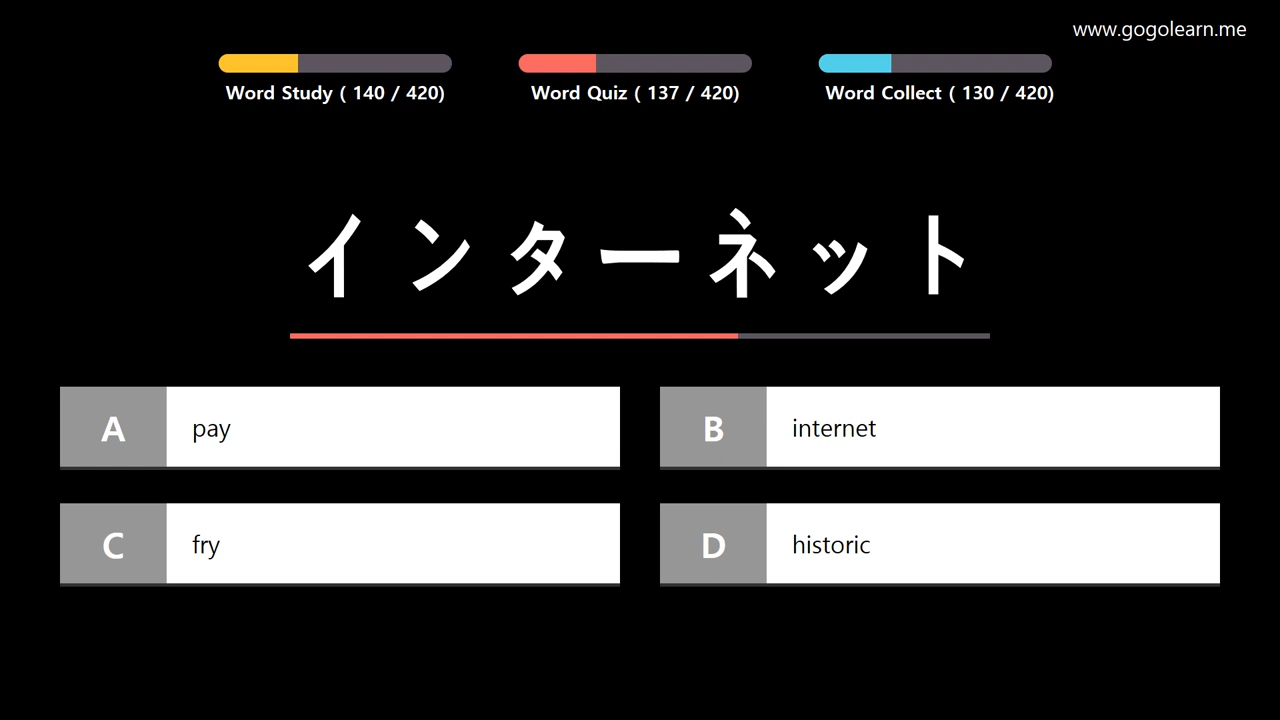 www.gogolearn.me
Word Study ( 140 / 420)
Word Quiz ( 137 / 420)
Word Collect ( 130 / 420)
インターネット
A pay
B internet
C fry
D historic